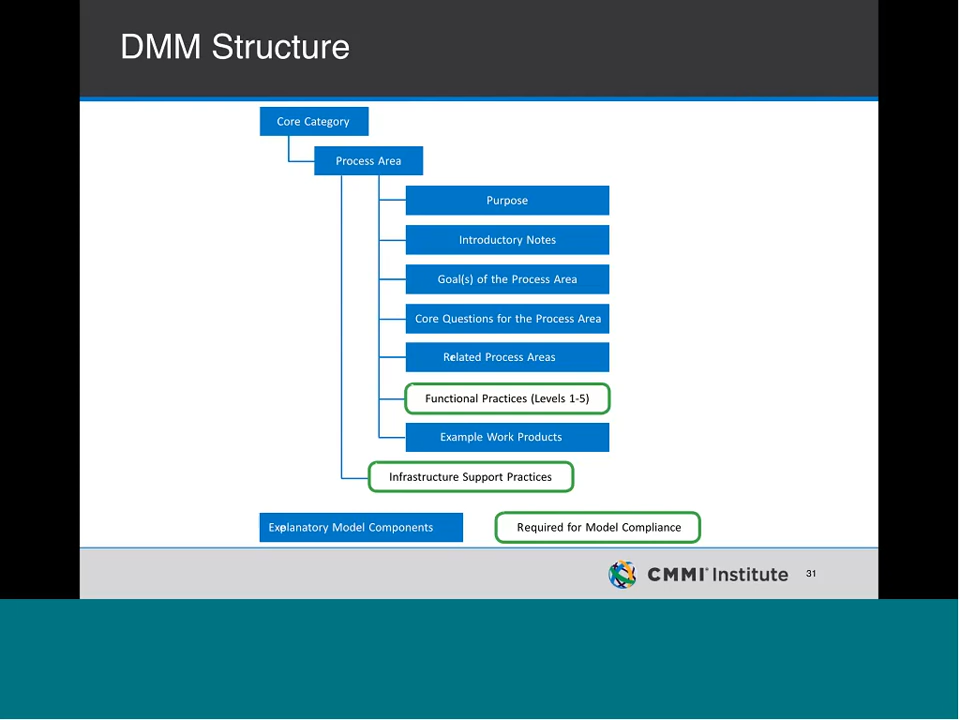 DMM Structure
Core Category
Process Area
Purpose
Introductory Notes
Goal(s) of the Process Area
Core Questions for the Process Area
Related Process Areas
Functional Practices (Levels 1-5)
Example Work Products
Infrastructure Support Practices
Explanatory Model Components
Required for Model Compliance
CMMI® Institute
31